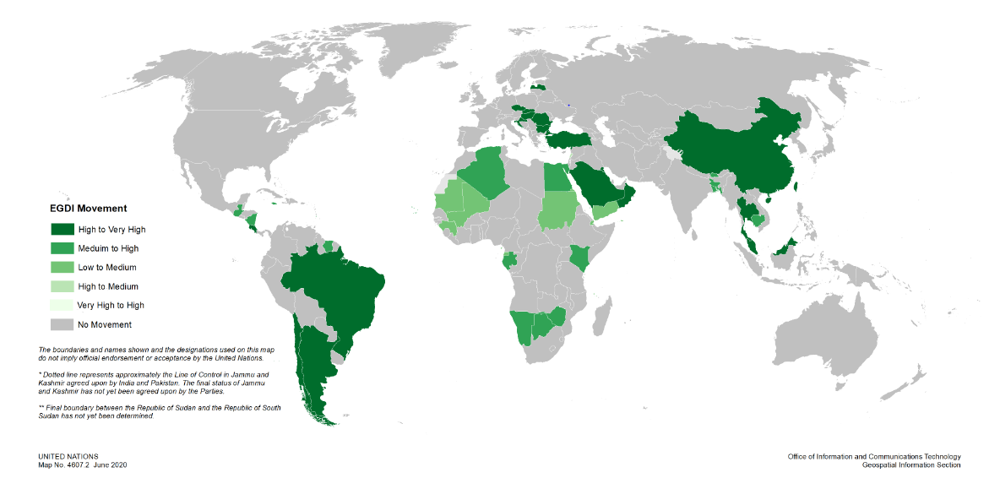 EGDI Movement
High to Very High
Meduim to High
Low to Medium
High to Medium
Very High to High
No Movement
The boundaries and names shown and the designations used on this map
do not imply official endorsement or acceptance by the United Nations.
* Dotted line represents approximately the Line of Control in Jammu and
Kashmir agreed upon by India and Pakistan. The final status of Jammu
and Kashmir has not yet been agreed upon by the Parties.
** Final boundary between the Republic of Sudan and the Republic of South
Sudan has not yet been determined.
UNITED NATIONS
Map No. 4607.2 June 2020
Office of Information and Communications Technology
Geospatial Information Section